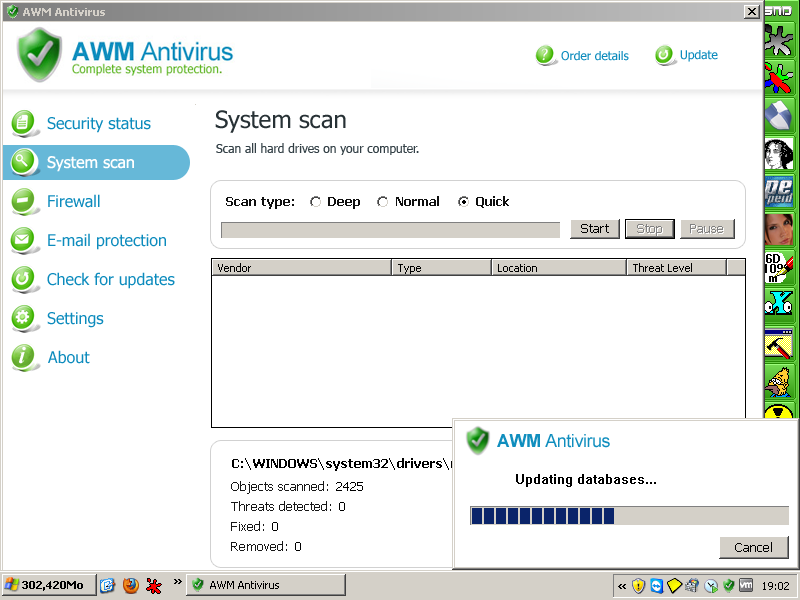 AWM Antivirus
AWM Antivirus
Complete system protection.
Order details
Update
Security status
System scan
Firewall
E-mail protection
Check for updates
Settings
About
System scan
Scan all hard drives on your computer.
Scan type: Deep Normal Quick
Start Stop Pause
Vendor Type Location Threat Level
C:\WINDOWS\system32\drivers\
Objects scanned: 2425
Threats detected: 0
Fixed: 0
Removed: 0
AWM Antivirus
Updating databases...
Cancel
6D
109
m
302,420Mo » AWM Antivirus « vm 19:02